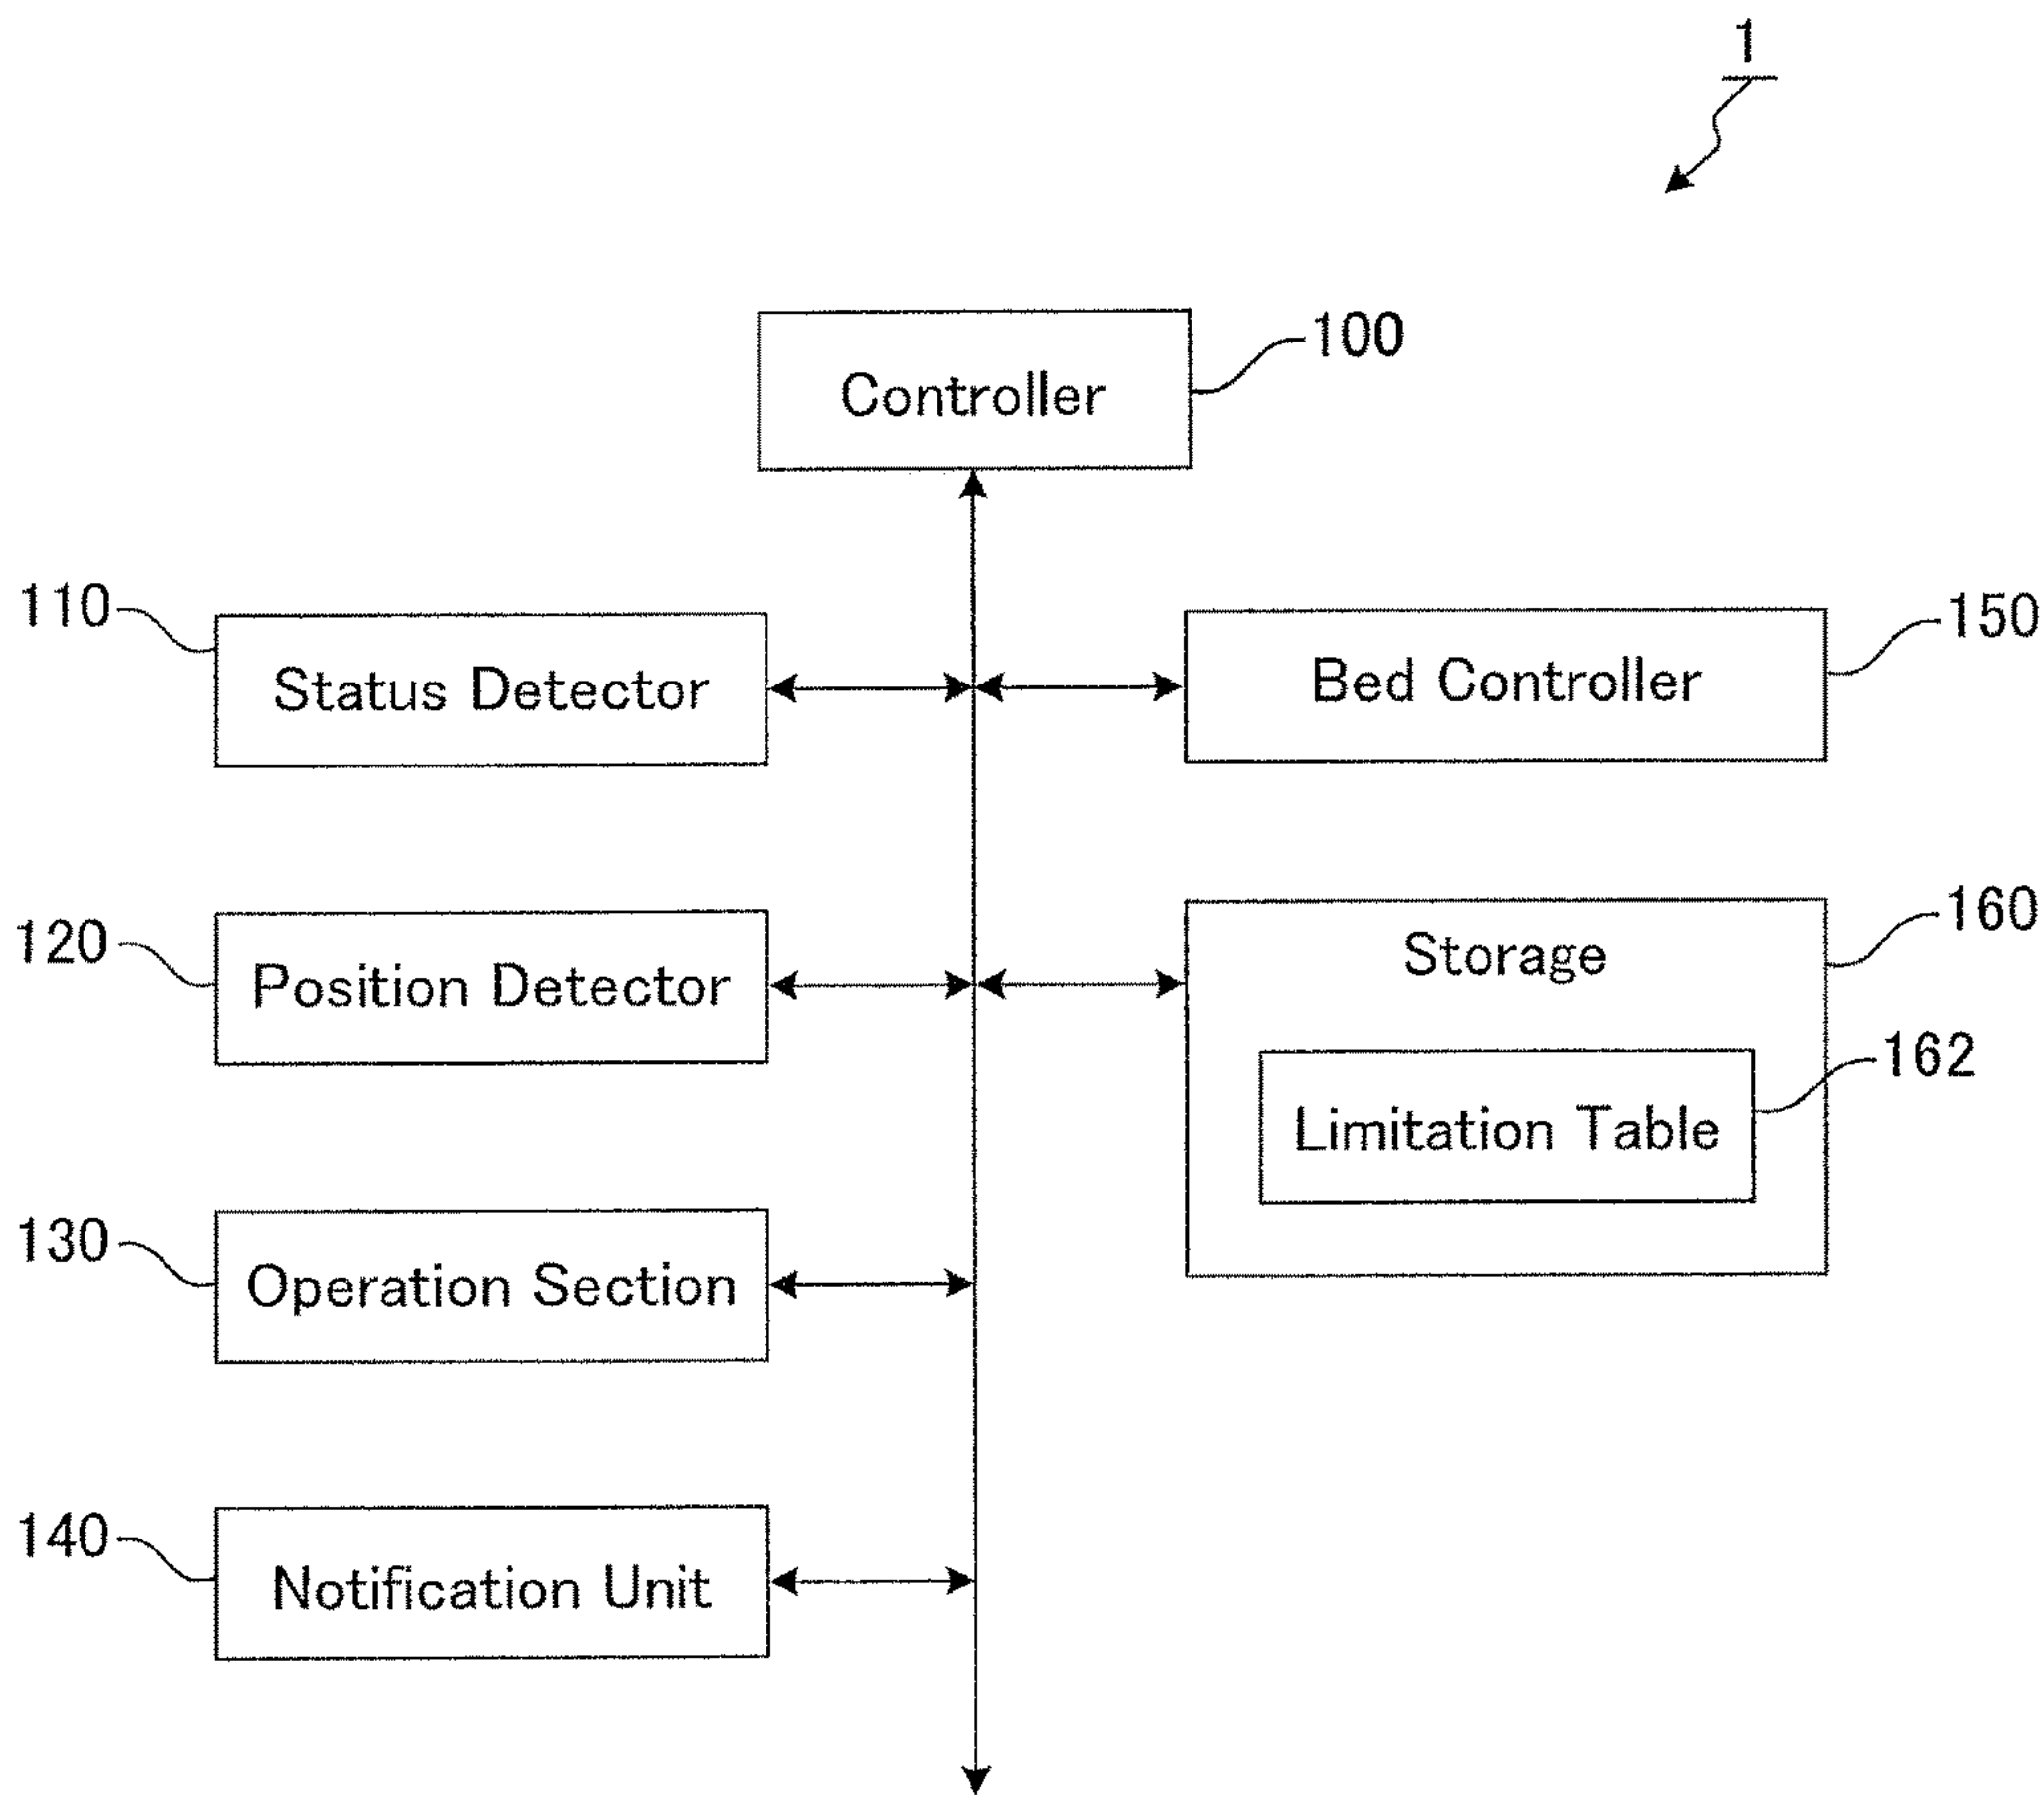 1
Controller
100
110
Status Detector
Bed Controller
150
120
Position Detector
Storage
160
Limitation Table
162
130
Operation Section
140
Notification Unit